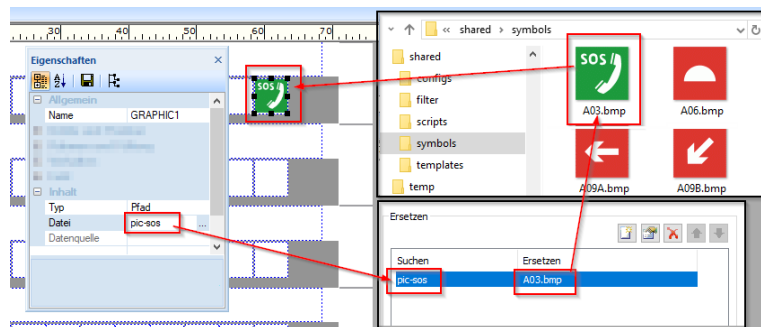 30 40 50 60 70
Eigenschaften
Allgemein
Name GRAPHIC1
Inhalt
Typ Pfad
Datei pic-sos ...
Datenquelle
SOS
« shared › symbols
shared
configs
filter
scripts
symbols
templates
temp
SOS
A03.bmp
A06.bmp
A09A.bmp
A09B.bmp
Ersetzen
Suchen Ersetzen
pic-sos A03.bmp